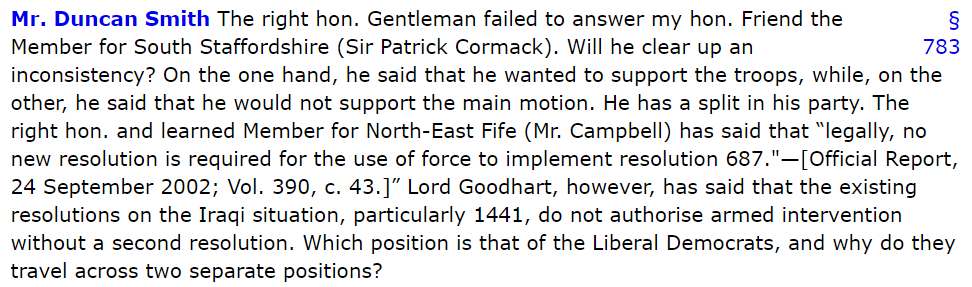 Mr. Duncan Smith The right hon. Gentleman failed to answer my hon. Friend the §
Member for South Staffordshire (Sir Patrick Cormack). Will he clear up an 783
inconsistency? On the one hand, he said that he wanted to support the troops, while, on the
other, he said that he would not support the main motion. He has a split in his party. The
right hon. and learned Member for North-East Fife (Mr. Campbell) has said that “legally, no
new resolution is required for the use of force to implement resolution 687."—[Official Report,
24 September 2002; Vol. 390, c. 43.]” Lord Goodhart, however, has said that the existing
resolutions on the Iraqi situation, particularly 1441, do not authorise armed intervention
without a second resolution. Which position is that of the Liberal Democrats, and why do they
travel across two separate positions?